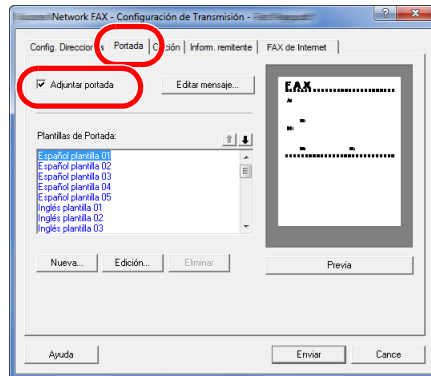 Network FAX - Configuración de Transmisión -
Config. Direcciones Portada Opción Inform. remitente FAX de Internet
Adjuntar portada
Editar mensaje...
Plantillas de Portada:
Español plantilla 01
Español plantilla 02
Español plantilla 03
Español plantilla 04
Español plantilla 05
Inglés plantilla 01
Inglés plantilla 02
Inglés plantilla 03
FAX
Nueva... Edición... Eliminar
Previa
Ayuda Enviar Cance